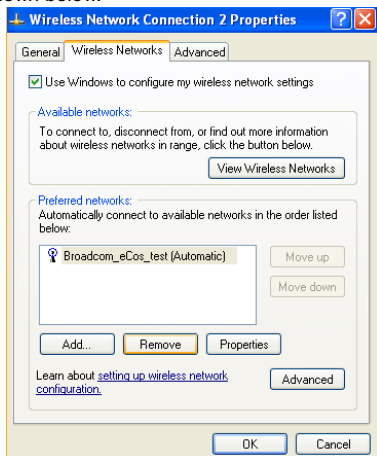 Wireless Network Connection 2 Properties
General
Wireless Networks
Advanced
Use Windows to configure my wireless network settings
Available networks:
To connect to, disconnect from, or find out more information
about wireless networks in range, click the button below.
View Wireless Networks
Preferred networks:
Automatically connect to available networks in the order listed
below:
Broadcom_eCos_test (Automatic)
Move up
Move down
Add...
Remove
Properties
Learn about setting up wireless network
configuration.
Advanced
OK
Cancel